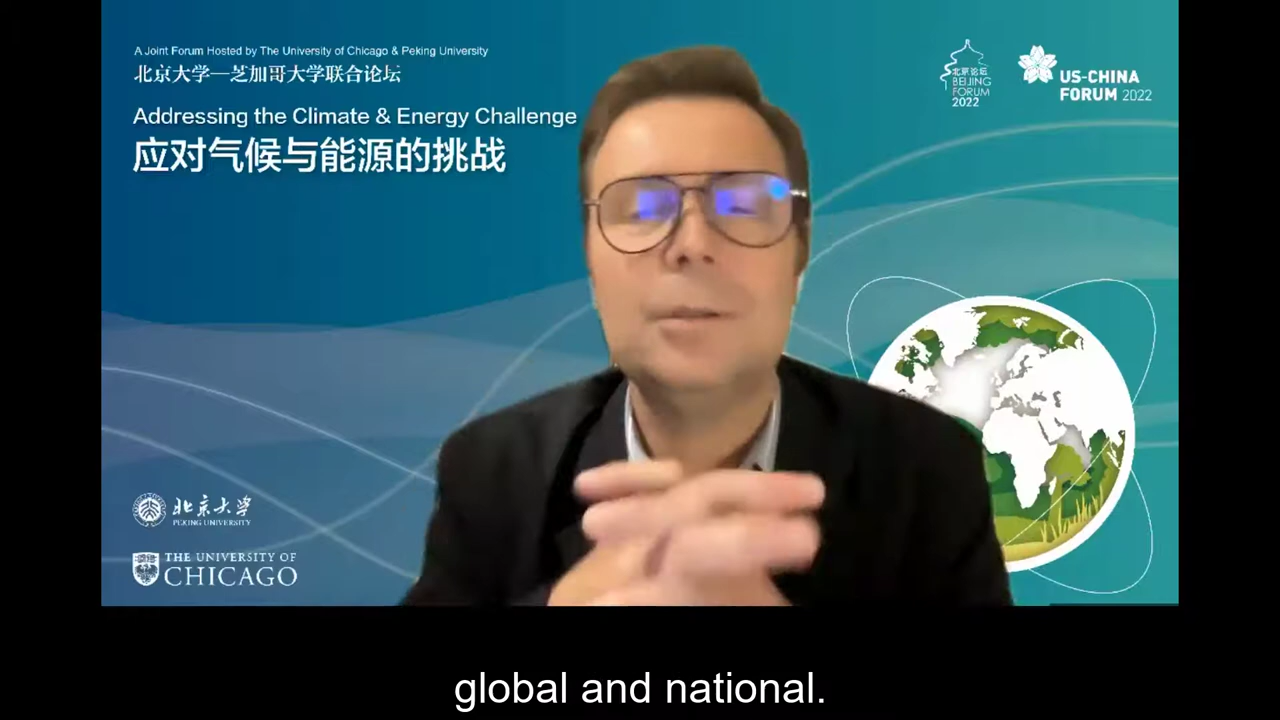 A Joint Forum Hosted by The University of Chicago & Peking University
北京大学—芝加哥大学联合论坛
Addressing the Climate & Energy Challenge
应对气候与能源的挑战
北京论坛
BEIJING
FORUM
2022
US-CHINA
FORUM 2022
北京大学
PEKING UNIVERSITY
THE UNIVERSITY OF
CHICAGO
global and national.